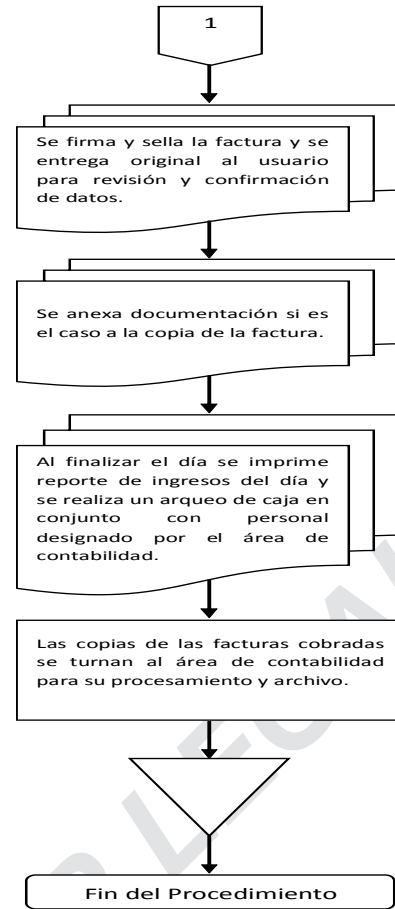 1
Se firma y sella la factura y se
entrega original al usuario
para revisión y confirmación
de datos.
Se anexa documentación si es
el caso a la copia de la factura.
Al finalizar el día se imprime
reporte de ingresos del día y
se realiza un arqueo de caja en
conjunto con personal
designado por el área de
contabilidad.
Las copias de las facturas cobradas
se turnan al área de contabilidad
para su procesamiento y archivo.
Fin del Procedimiento